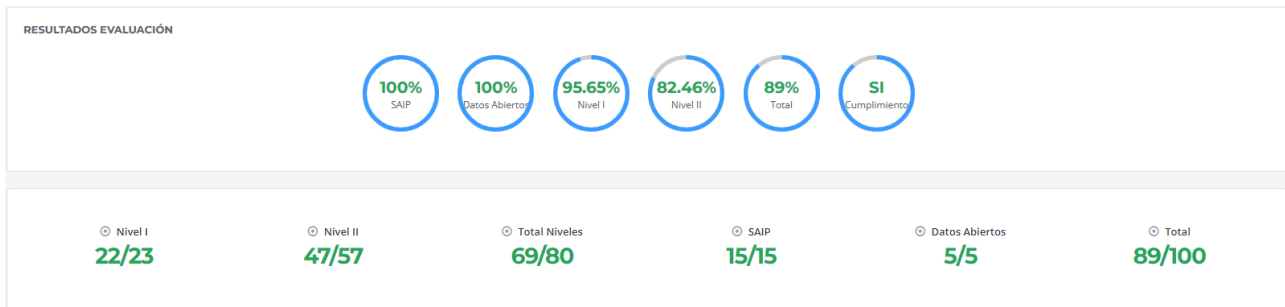 RESULTADOS EVALUACIÓN
100%
SAIP
100%
Datos Abiertos
95.65%
Nivel I
82.46%
Nivel II
89%
Total
SI
Cumplimiento
Nivel I
22/23
Nivel II
47/57
Total Niveles
69/80
SAIP
15/15
Datos Abiertos
5/5
Total
89/100